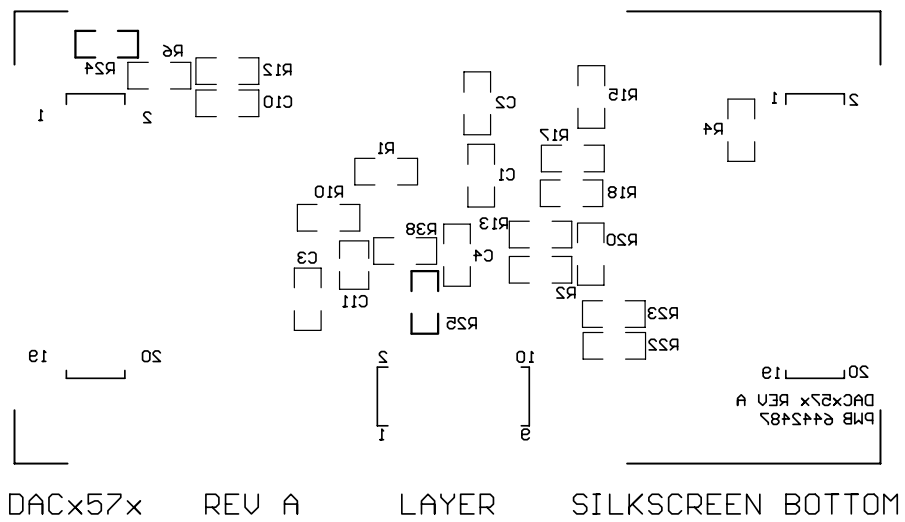 R24
R6
R12
C10
1 2
C2
R15
R4
1 2
R17
R1
C1
R18
R10
R13
R38
R20
C3
C4
C11
R2
R25
R23
R22
19 20
2 10
1 9
19 20
DACx57x REV A
PWB 6442487
DACx57x REV A LAYER SILKSCREEN BOTTOM